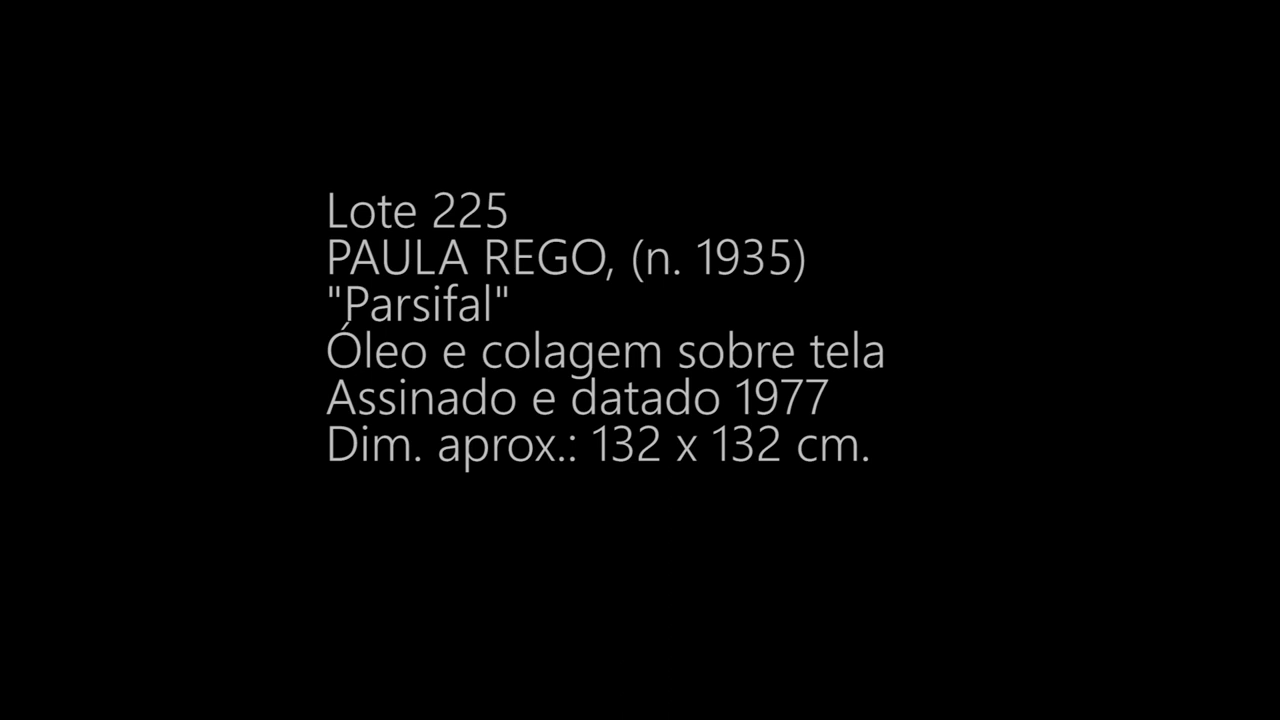 Lote 225
PAULA REGO, (n. 1935)
"Parsifal"
Óleo e colagem sobre tela
Assinado e datado 1977
Dim. aprox.: 132 x 132 cm.